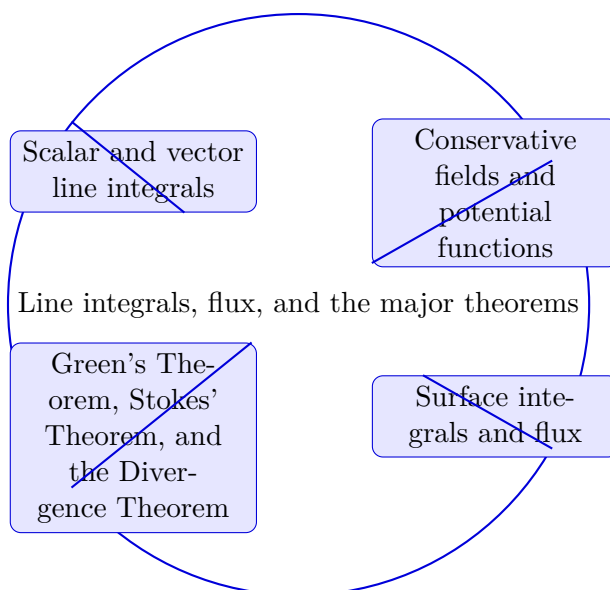 Scalar and vector
line integrals
Conservative
fields and
potential
functions
Line integrals, flux, and the major theorems
Green's The-
orem, Stokes'
Theorem, and
the Diver-
gence Theorem
Surface inte-
grals and flux